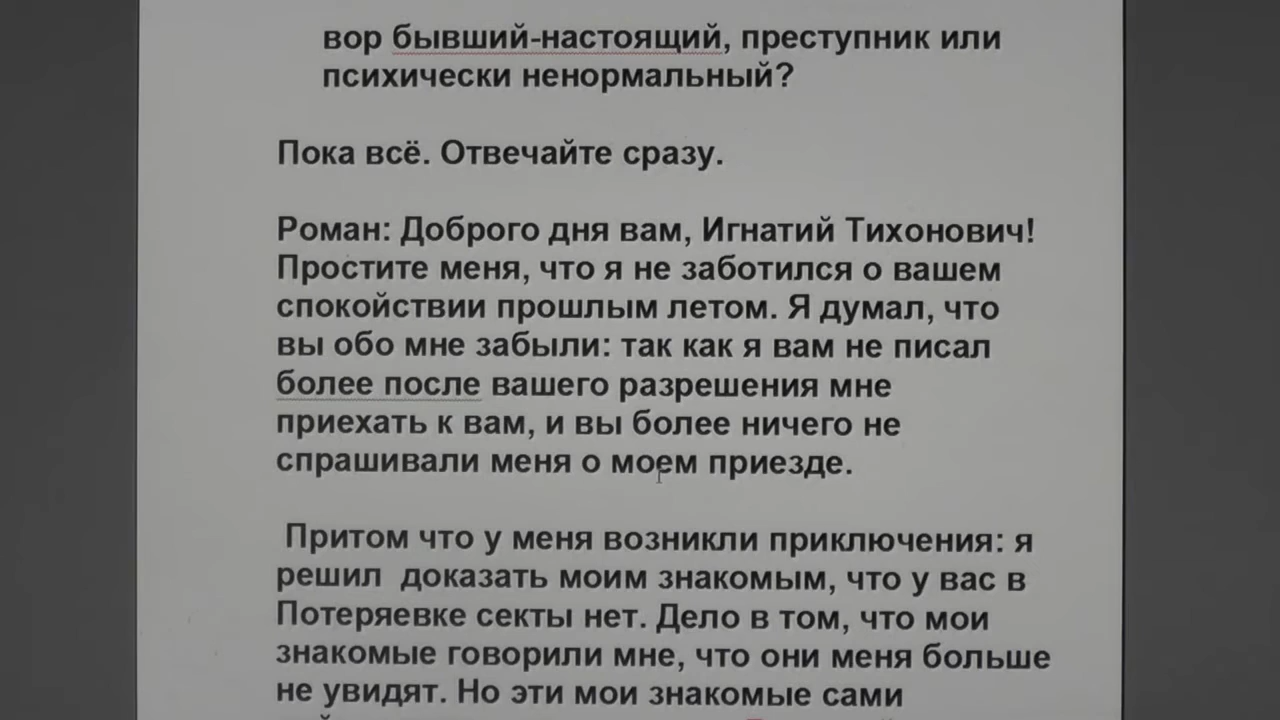 вор бывший-настоящий, преступник или
психически ненормальный?
Пока всё. Отвечайте сразу.
Роман: Доброго дня вам, Игнатий Тихонович!
Простите меня, что я не заботился о вашем
спокойствии прошлым летом. Я думал, что
вы обо мне забыли: так как я вам не писал
более после вашего разрешения мне
приехать к вам, и вы более ничего не
спрашивали меня о моем приезде.
Притом что у меня возникли приключения: я
решил доказать моим знакомым, что у вас в
Потеряевке секты нет. Дело в том, что мои
знакомые говорили мне, что они меня больше
не увидят. Но эти мои знакомые сами